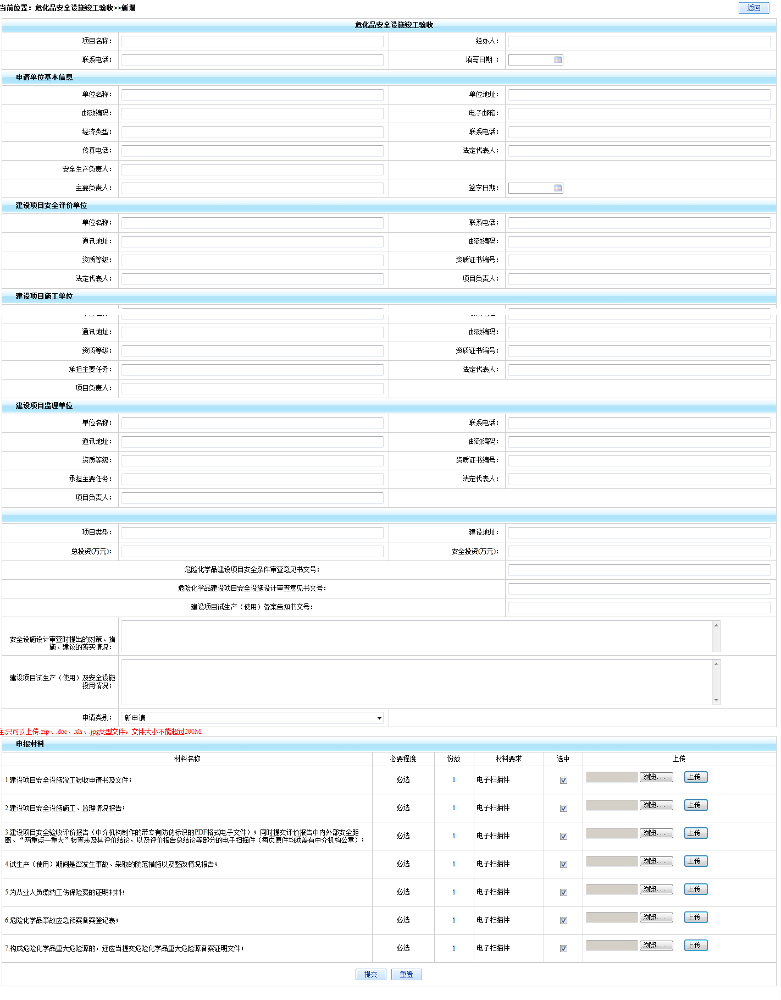 当前位置：危化品安全设施竣工验收>>新增
返回
危化品安全设施竣工验收
项目名称：
经办人：
联系电话：
填写日期 ：
申请单位基本信息
单位名称：
单位地址：
邮政编码：
电子邮箱：
经济类型：
联系电话：
传真电话：
法定代表人：
安全生产负责人：
主要负责人：
签字日期：
建设项目安全评价单位
单位名称：
联系电话：
通讯地址：
邮政编码：
资质等级：
资质证书编号：
法定代表人：
项目负责人：
建设项目施工单位
通讯地址：
邮政编码：
资质等级：
资质证书编号：
承担主要任务：
法定代表人：
项目负责人：
建设项目监理单位
单位名称：
联系电话：
通讯地址：
邮政编码：
资质等级：
资质证书编号：
承担主要任务：
法定代表人：
项目负责人：
项目类型：
建设地址：
总投资(万元)：
安全投资(万元)：
危险化学品建设项目安全条件审查意见书文号：
危险化学品建设项目安全设施设计审查意见书文号：
建设项目试生产（使用）备案告知书文号：
安全设施设计审查时提出的对策、措
施、建议的落实情况：
建设项目试生产（使用）及安全设施
投用情况：
申请类别：
新申请
注:只可以上传.zip、.doc、.xls、.jpg类型文件，文件大小不能超过200M.
申报材料
材料名称 必要程度 份数 材料要求 选中 上传
1.建设项目安全设施竣工验收申请书及文件；
必选 1 电子扫描件 浏览... 上传
2.建设项目安全设施施工、监理情况报告；
必选 1 电子扫描件 浏览... 上传
3.建设项目安全验收评价报告（中介机构制作的带专有防伪标识的PDF格式电子文件）；同时提交评价报告中内外部安全距
离、“两重点一重大”检查表及其评价结论，以及评价报告总结论等部分的电子扫描件（每页原件均须盖有中介机构公章）；
必选 1 电子扫描件 浏览... 上传
4.试生产（使用）期间是否发生事故、采取的防范措施以及整改情况报告；
必选 1 电子扫描件 浏览... 上传
5.为从业人员缴纳工伤保险费的证明材料；
必选 1 电子扫描件 浏览... 上传
6.危险化学品事故应急预案备案登记表；
必选 1 电子扫描件 浏览... 上传
7.构成危险化学品重大危险源的，还应当提交危险化学品重大危险源备案证明文件；
必选 1 电子扫描件 浏览... 上传
提交
重置